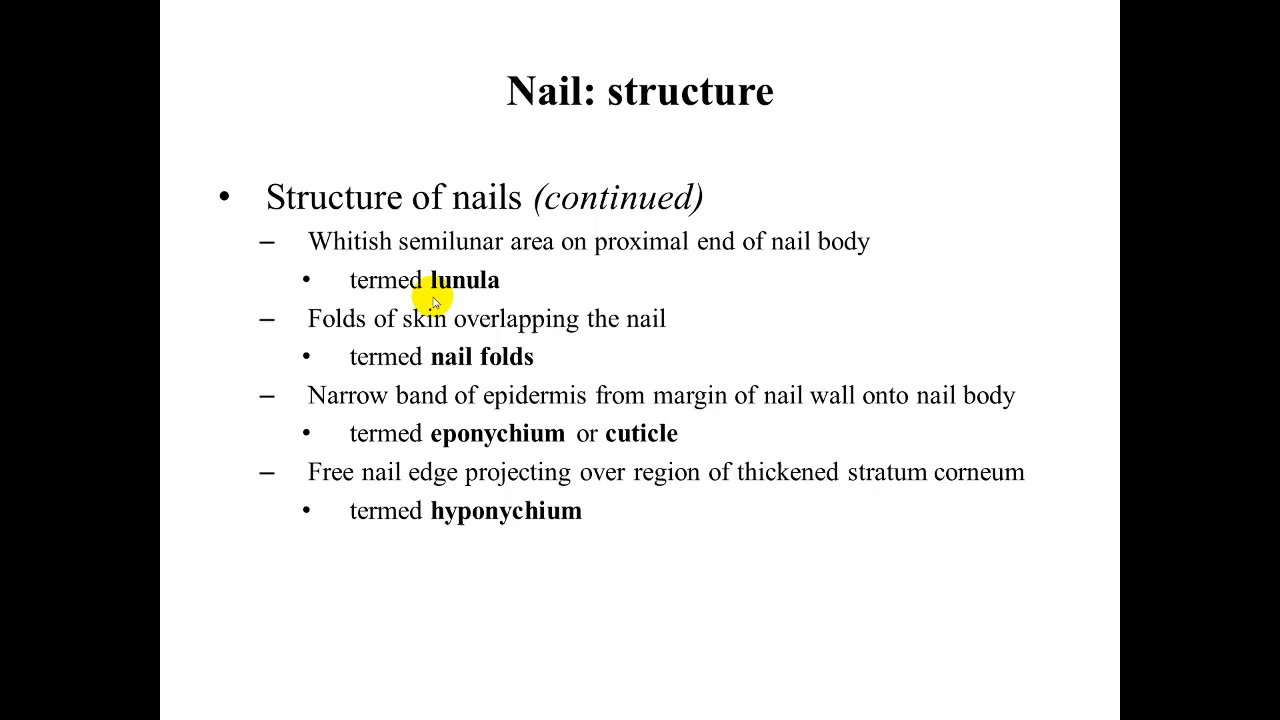 Nail: structure
• Structure of nails (continued)
– Whitish semilunar area on proximal end of nail body
• termed lunula
– Folds of skin overlapping the nail
• termed nail folds
– Narrow band of epidermis from margin of nail wall onto nail body
• termed eponychium or cuticle
– Free nail edge projecting over region of thickened stratum corneum
• termed hyponychium